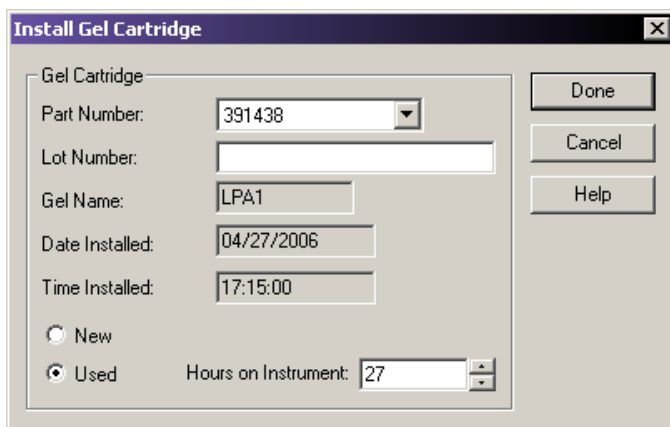 Install Gel Cartridge
Gel Cartridge
Part Number: 391438
Lot Number:
Gel Name: LPA1
Date Installed: 04/27/2006
Time Installed: 17:15:00
New
Used Hours on Instrument: 27
Done
Cancel
Help